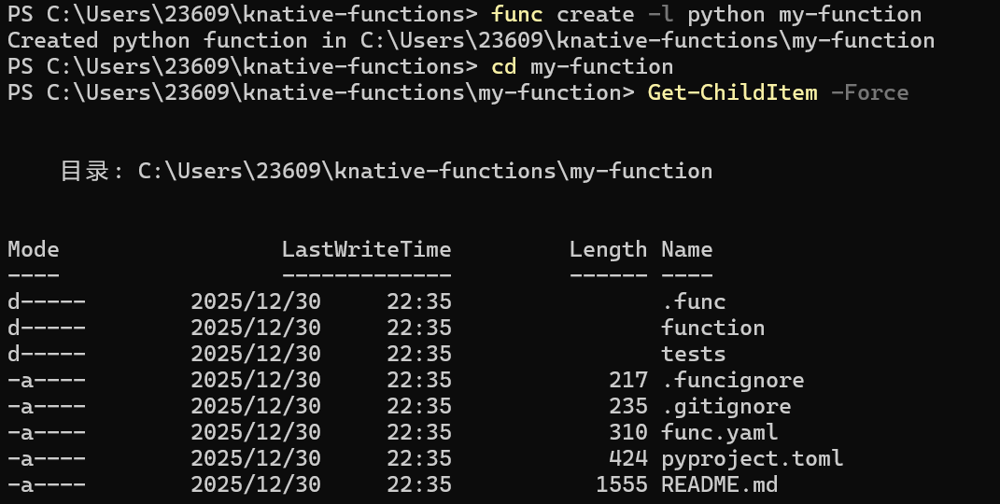 PS C:\Users\23609\knative-functions> func create -l python my-function
Created python function in C:\Users\23609\knative-functions\my-function
PS C:\Users\23609\knative-functions> cd my-function
PS C:\Users\23609\knative-functions\my-function> Get-ChildItem -Force
目录: C:\Users\23609\knative-functions\my-function
Mode                 LastWriteTime         Length Name
----                 -------------         ------ ----
d-----        2025/12/30     22:35                .func
d-----        2025/12/30     22:35                function
d-----        2025/12/30     22:35                tests
-a----        2025/12/30     22:35            217 .funcignore
-a----        2025/12/30     22:35            235 .gitignore
-a----        2025/12/30     22:35            310 func.yaml
-a----        2025/12/30     22:35            424 pyproject.toml
-a----        2025/12/30     22:35           1555 README.md